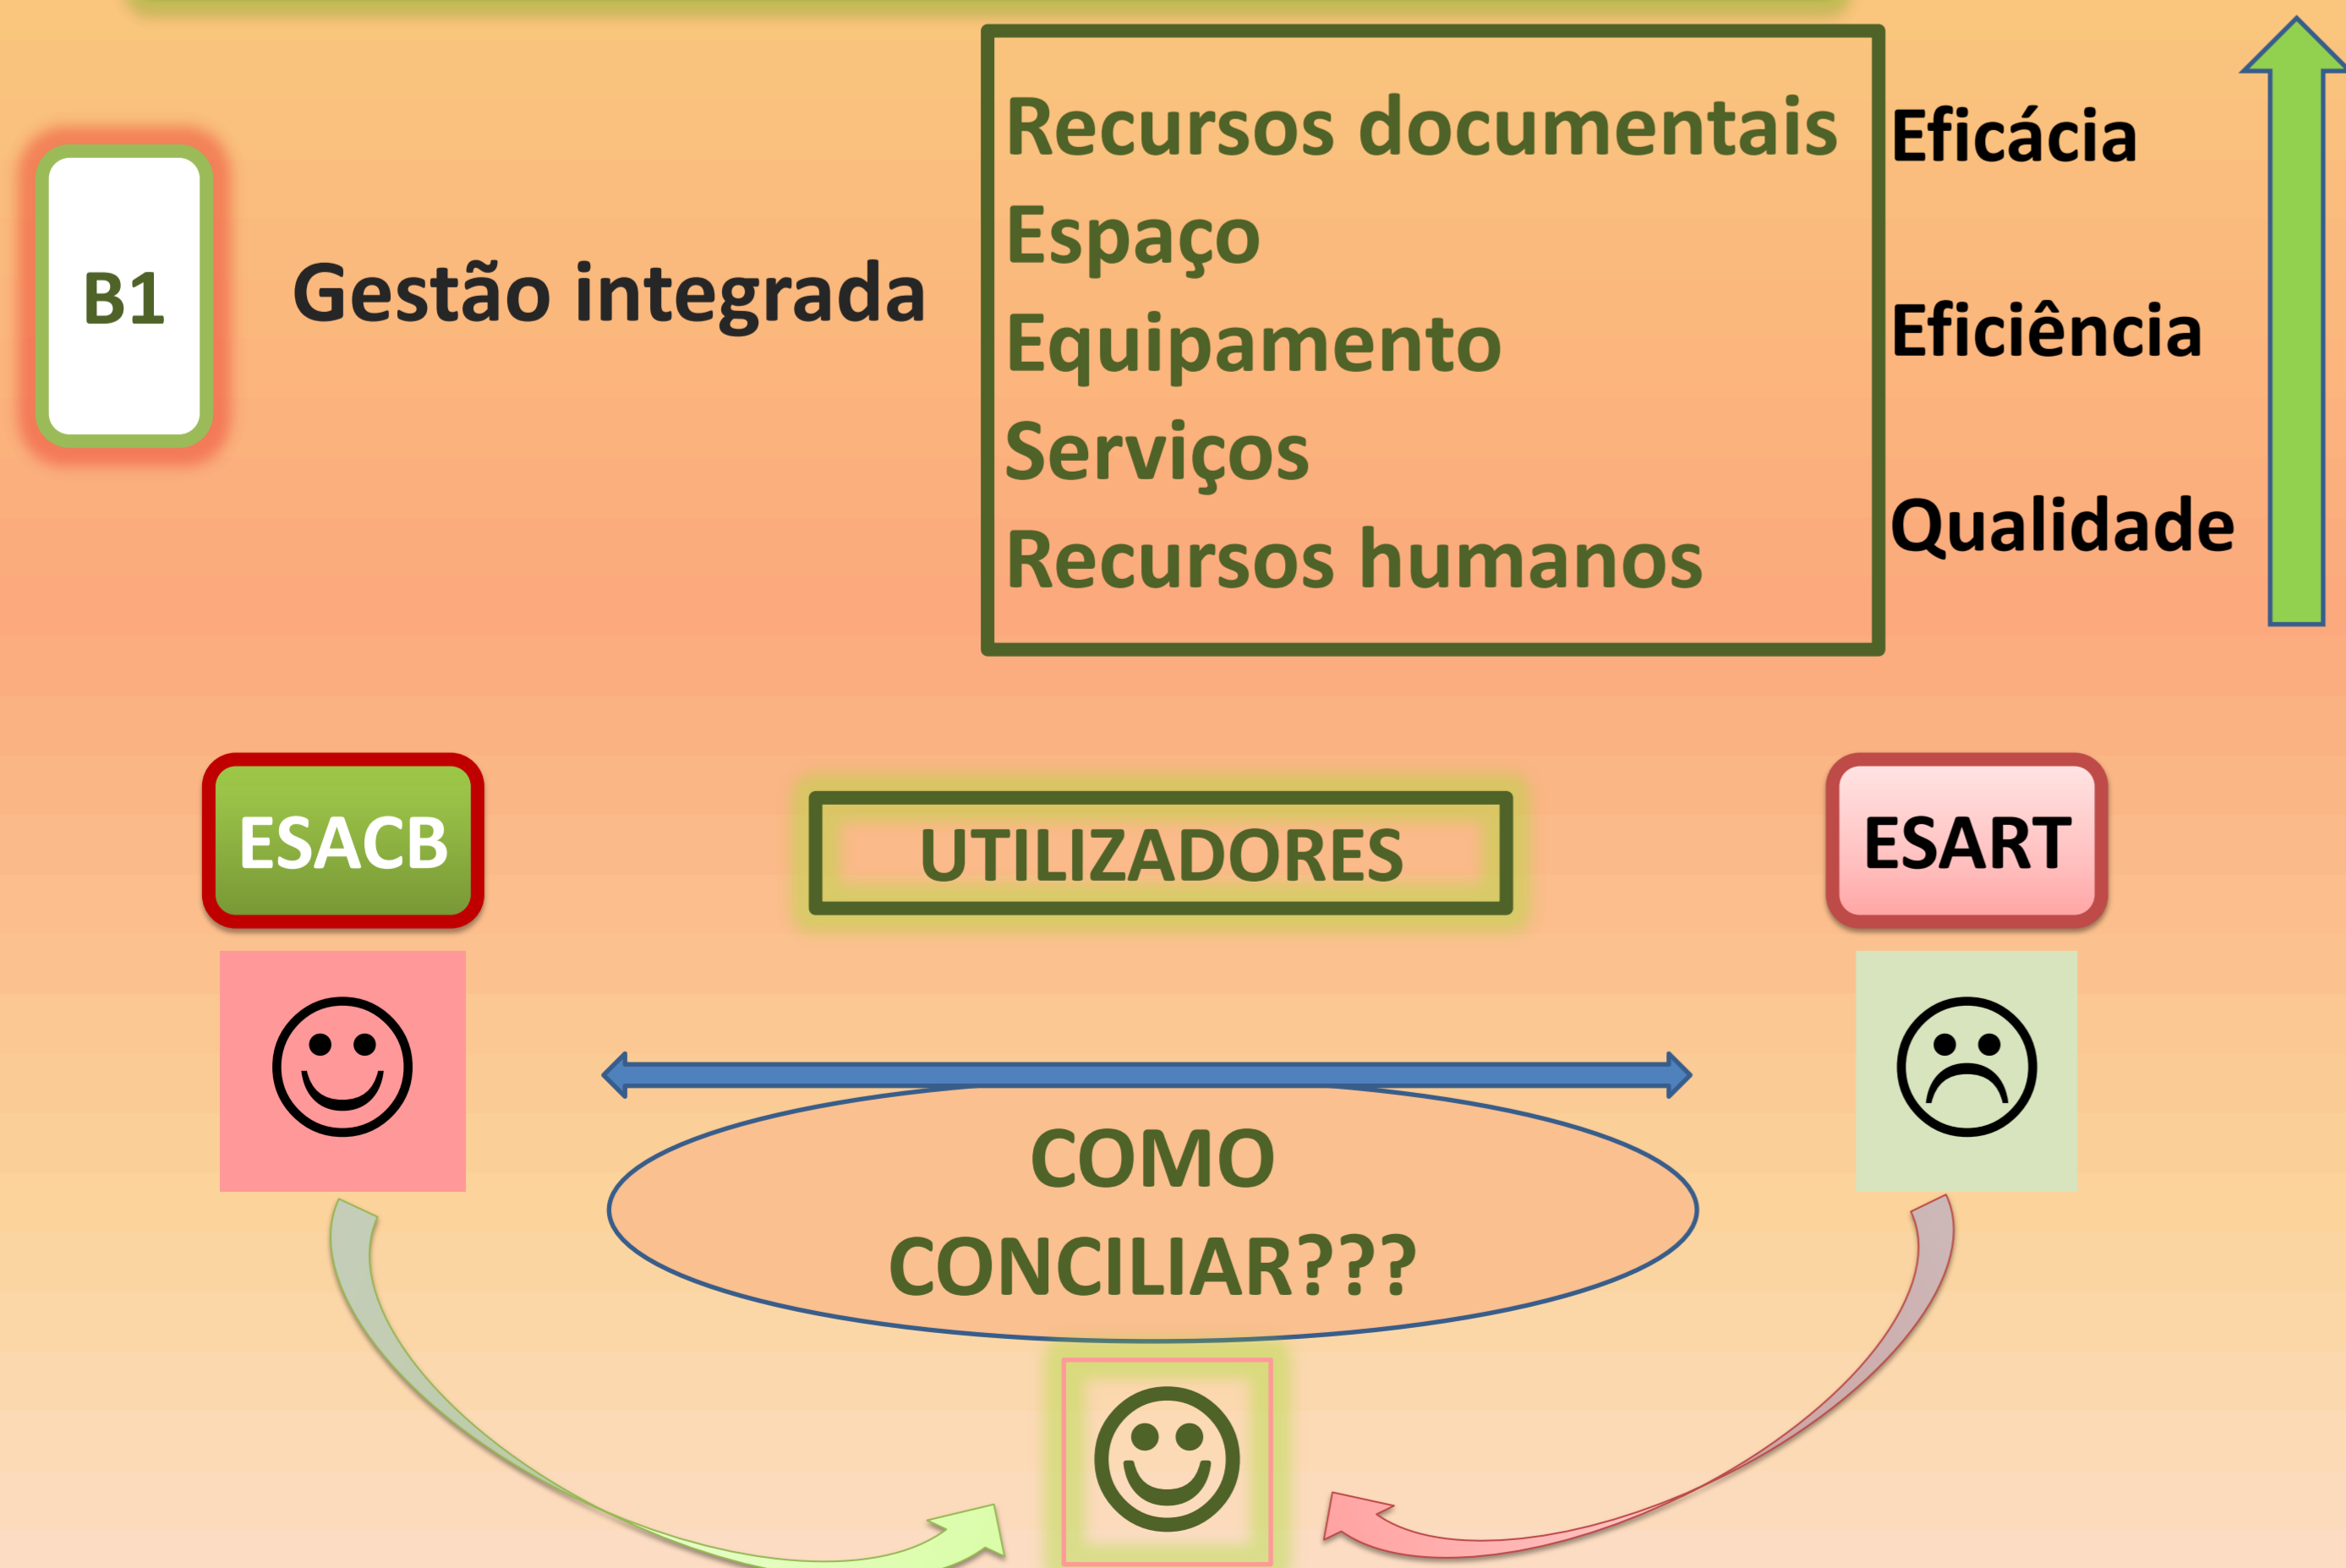 B1
Gestão integrada
Recursos documentais
Espaço
Equipamento
Serviços
Recursos humanos
Eficácia
Eficiência
Qualidade
ESACB
UTILIZADORES
ESART
COMO
CONCILIAR???